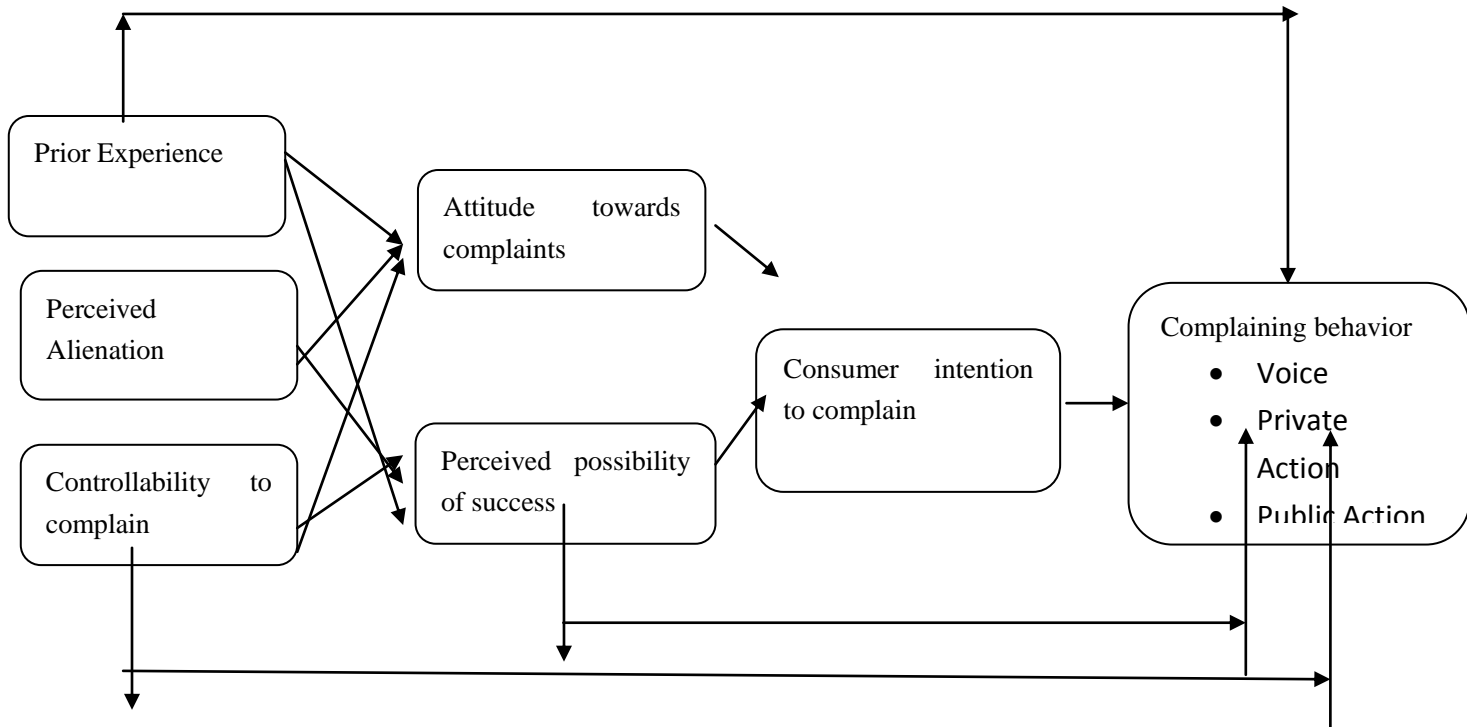 Prior Experience
Attitude towards
complaints
Perceived
Alienation
Complaining behavior
• Voice
• Private
Action
• Public Action
Consumer intention
to complain
Perceived possibility
of success
Controllability to
complain